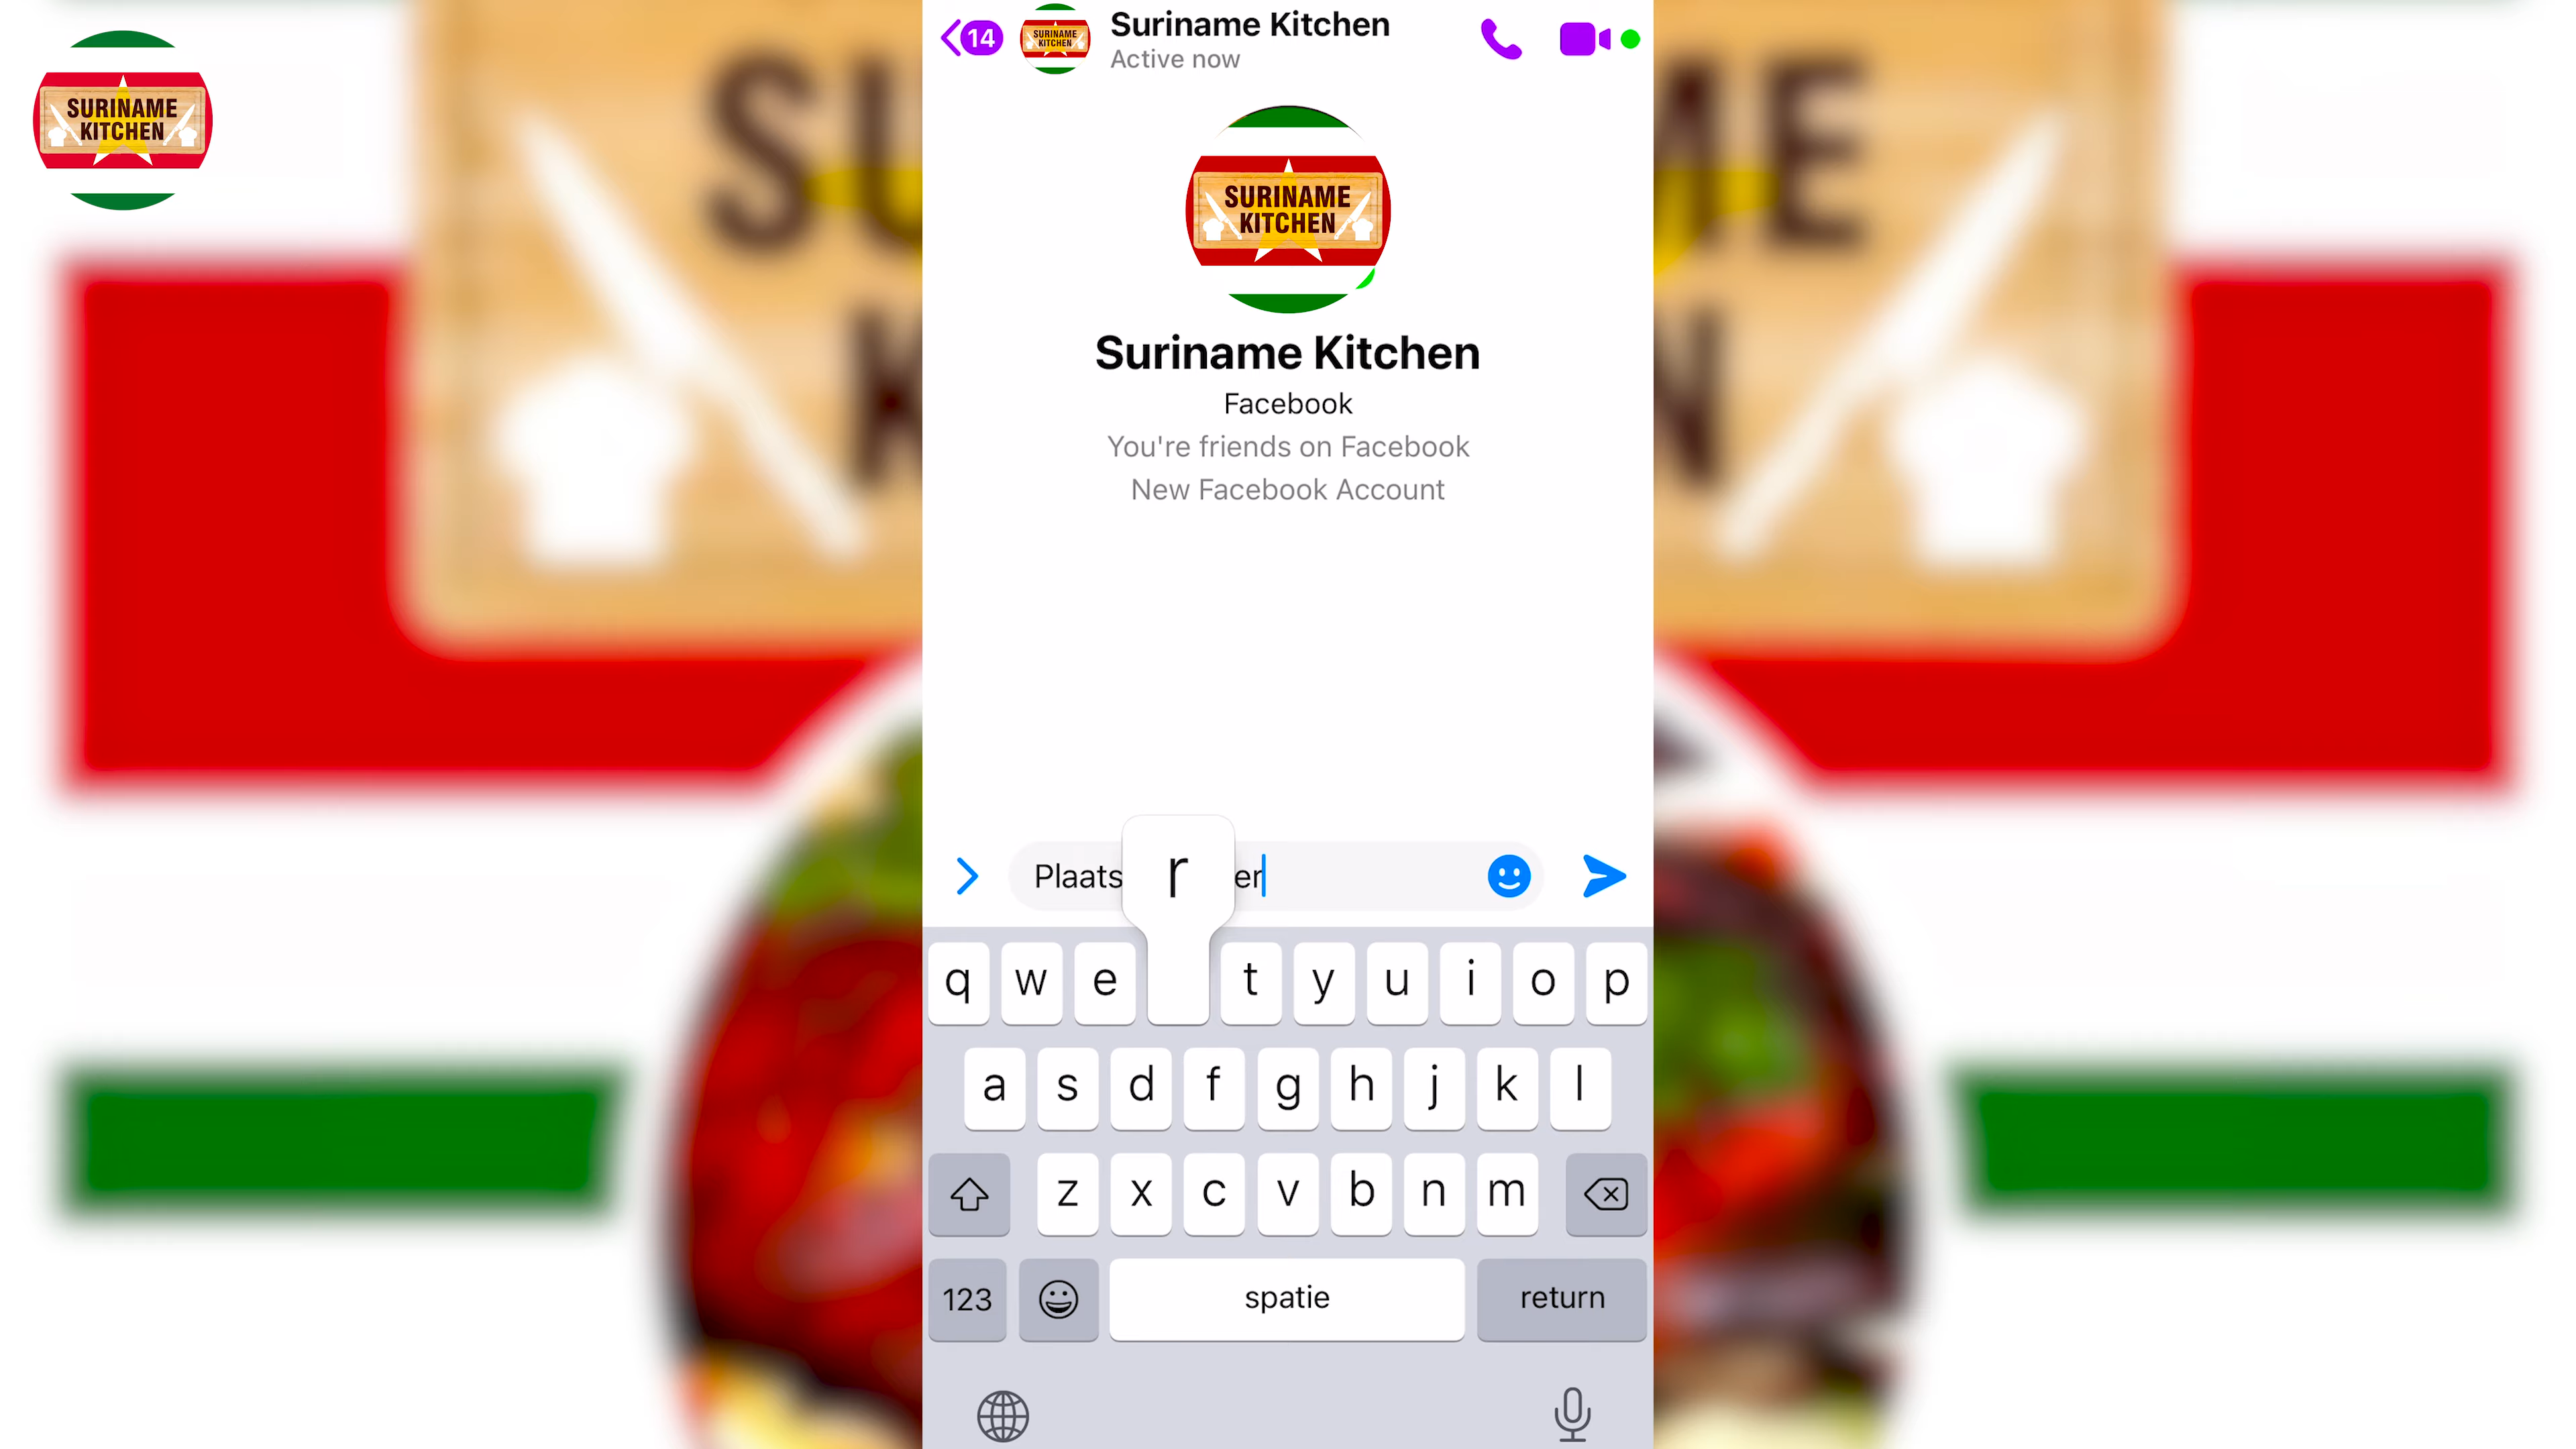 SURINAME
KITCHEN
14
SURINAME
KITCHEN
Suriname Kitchen
Active now
SURINAME
KITCHEN
Suriname Kitchen
Facebook
You're friends on Facebook
New Facebook Account
Plaats
r
er
q w e t y u i o p
a s d f g h j k l
z x c v b n m
123 spatie return